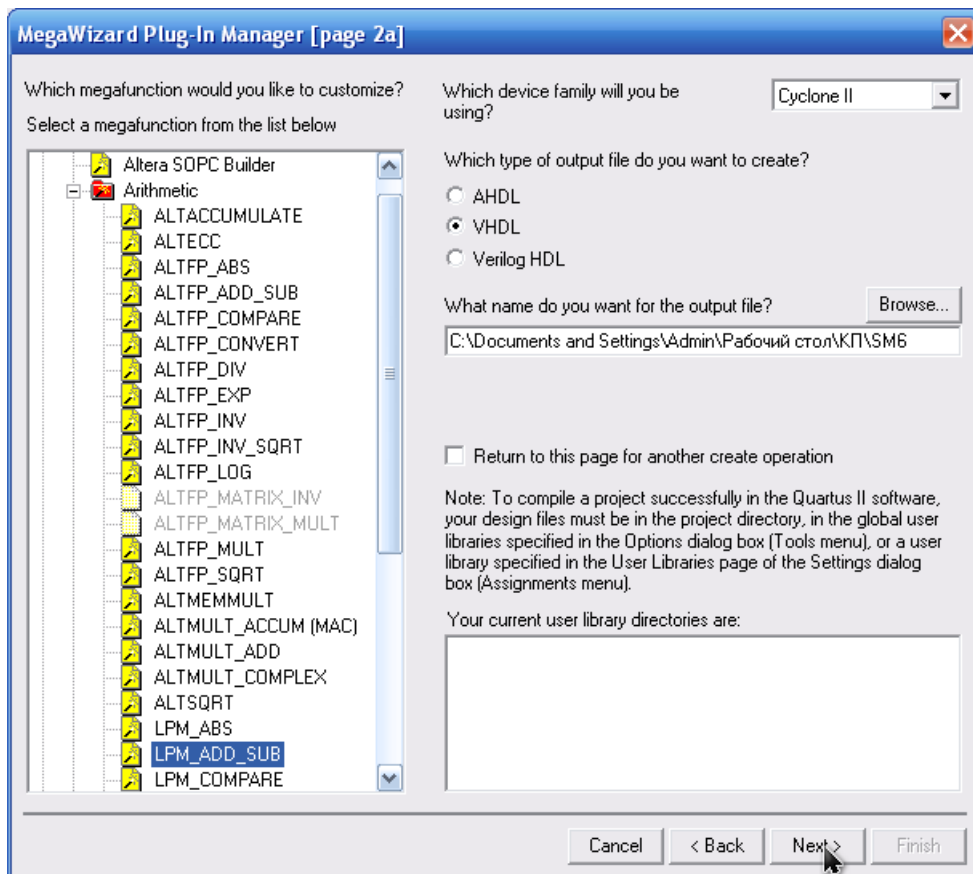 MegaWizard Plug-In Manager [page 2a]
Which megafunction would you like to customize?
Select a megafunction from the list below
Altera SOPC Builder
Arithmetic
ALTACCUMULATE
ALTECC
ALTFP_ABS
ALTFP_ADD_SUB
ALTFP_COMPARE
ALTFP_CONVERT
ALTFP_DIV
ALTFP_EXP
ALTFP_INV
ALTFP_INV_SQRT
ALTFP_LOG
ALTFP_MATRIX_INV
ALTFP_MATRIX_MULT
ALTFP_MULT
ALTFP_SQRT
ALTMEMMULT
ALTMULT_ACCUM (MAC)
ALTMULT_ADD
ALTMULT_COMPLEX
ALTSQRT
LPM_ABS
LPM_ADD_SUB
LPM_COMPARE
Which device family will you be
using?
Cyclone II
Which type of output file do you want to create?
AHDL
VHDL
Verilog HDL
What name do you want for the output file?
Browse...
C:\Documents and Settings\Admin\Рабочий стол\КП\SM6
Return to this page for another create operation
Note: To compile a project successfully in the Quartus II software,
your design files must be in the project directory, in the global user
libraries specified in the Options dialog box (Tools menu), or a user
library specified in the User Libraries page of the Settings dialog
box (Assignments menu).
Your current user library directories are:
Cancel
< Back
Next >
Finish